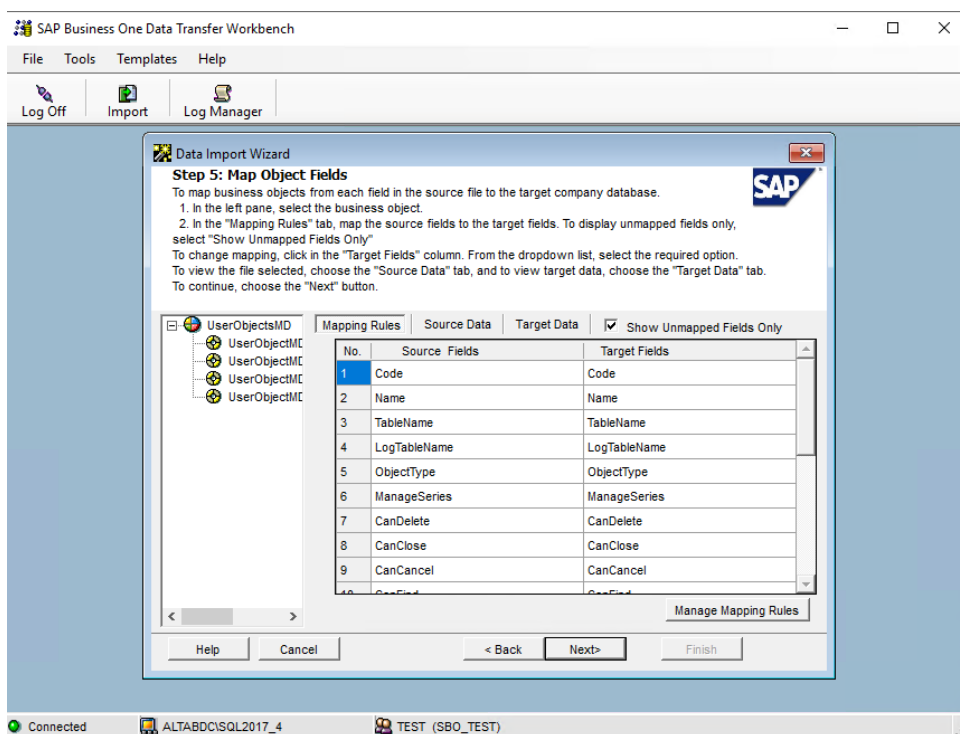 SAP Business One Data Transfer Workbench
File Tools Templates Help
Log Off Import Log Manager
Data Import Wizard
Step 5: Map Object Fields
To map business objects from each field in the source file to the target company database.
1. In the left pane, select the business object.
2. In the "Mapping Rules" tab, map the source fields to the target fields. To display unmapped fields only,
select "Show Unmapped Fields Only"
To change mapping, click in the "Target Fields" column. From the dropdown list, select the required option.
To view the file selected, choose the "Source Data" tab, and to view target data, choose the "Target Data" tab.
To continue, choose the "Next" button.
SAP
UserObjectsMD
UserObjectMD
UserObjectMD
UserObjectMD
UserObjectMD
Mapping Rules Source Data Target Data Show Unmapped Fields Only
No. Source Fields Target Fields
1 Code Code
2 Name Name
3 TableName TableName
4 LogTableName LogTableName
5 ObjectType ObjectType
6 ManageSeries ManageSeries
7 CanDelete CanDelete
8 CanClose CanClose
9 CanCancel CanCancel
Manage Mapping Rules
Help Cancel < Back Next> Finish
Connected ALTABDC\SQL2017_4 TEST (SBO_TEST)